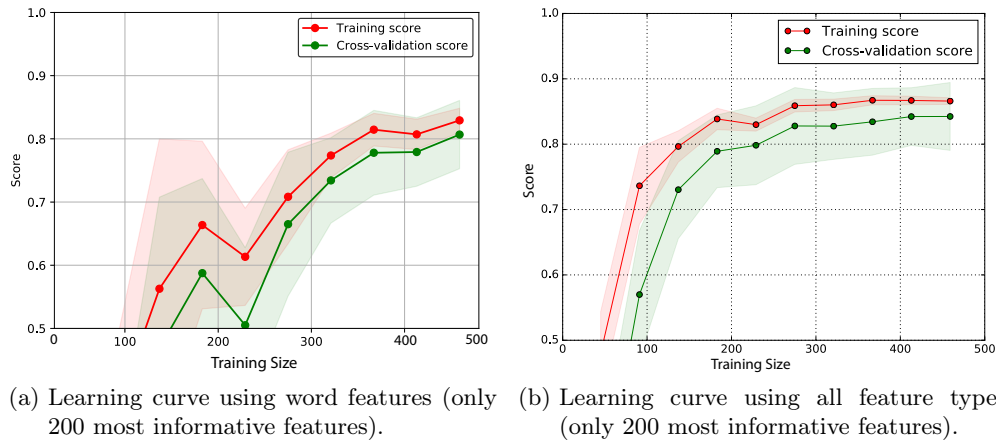 1.0
0.9
0.8
0.7
0.6
0.5
Score
0
100
200
300
400
500
Training Size
Training score
Cross-validation score
(a) Learning curve using word features (only
200 most informative features).
1.0
0.9
0.8
0.7
0.6
0.5
Score
0
100
200
300
400
500
Training Size
Training score
Cross-validation score
(b) Learning curve using all feature type
(only 200 most informative features).